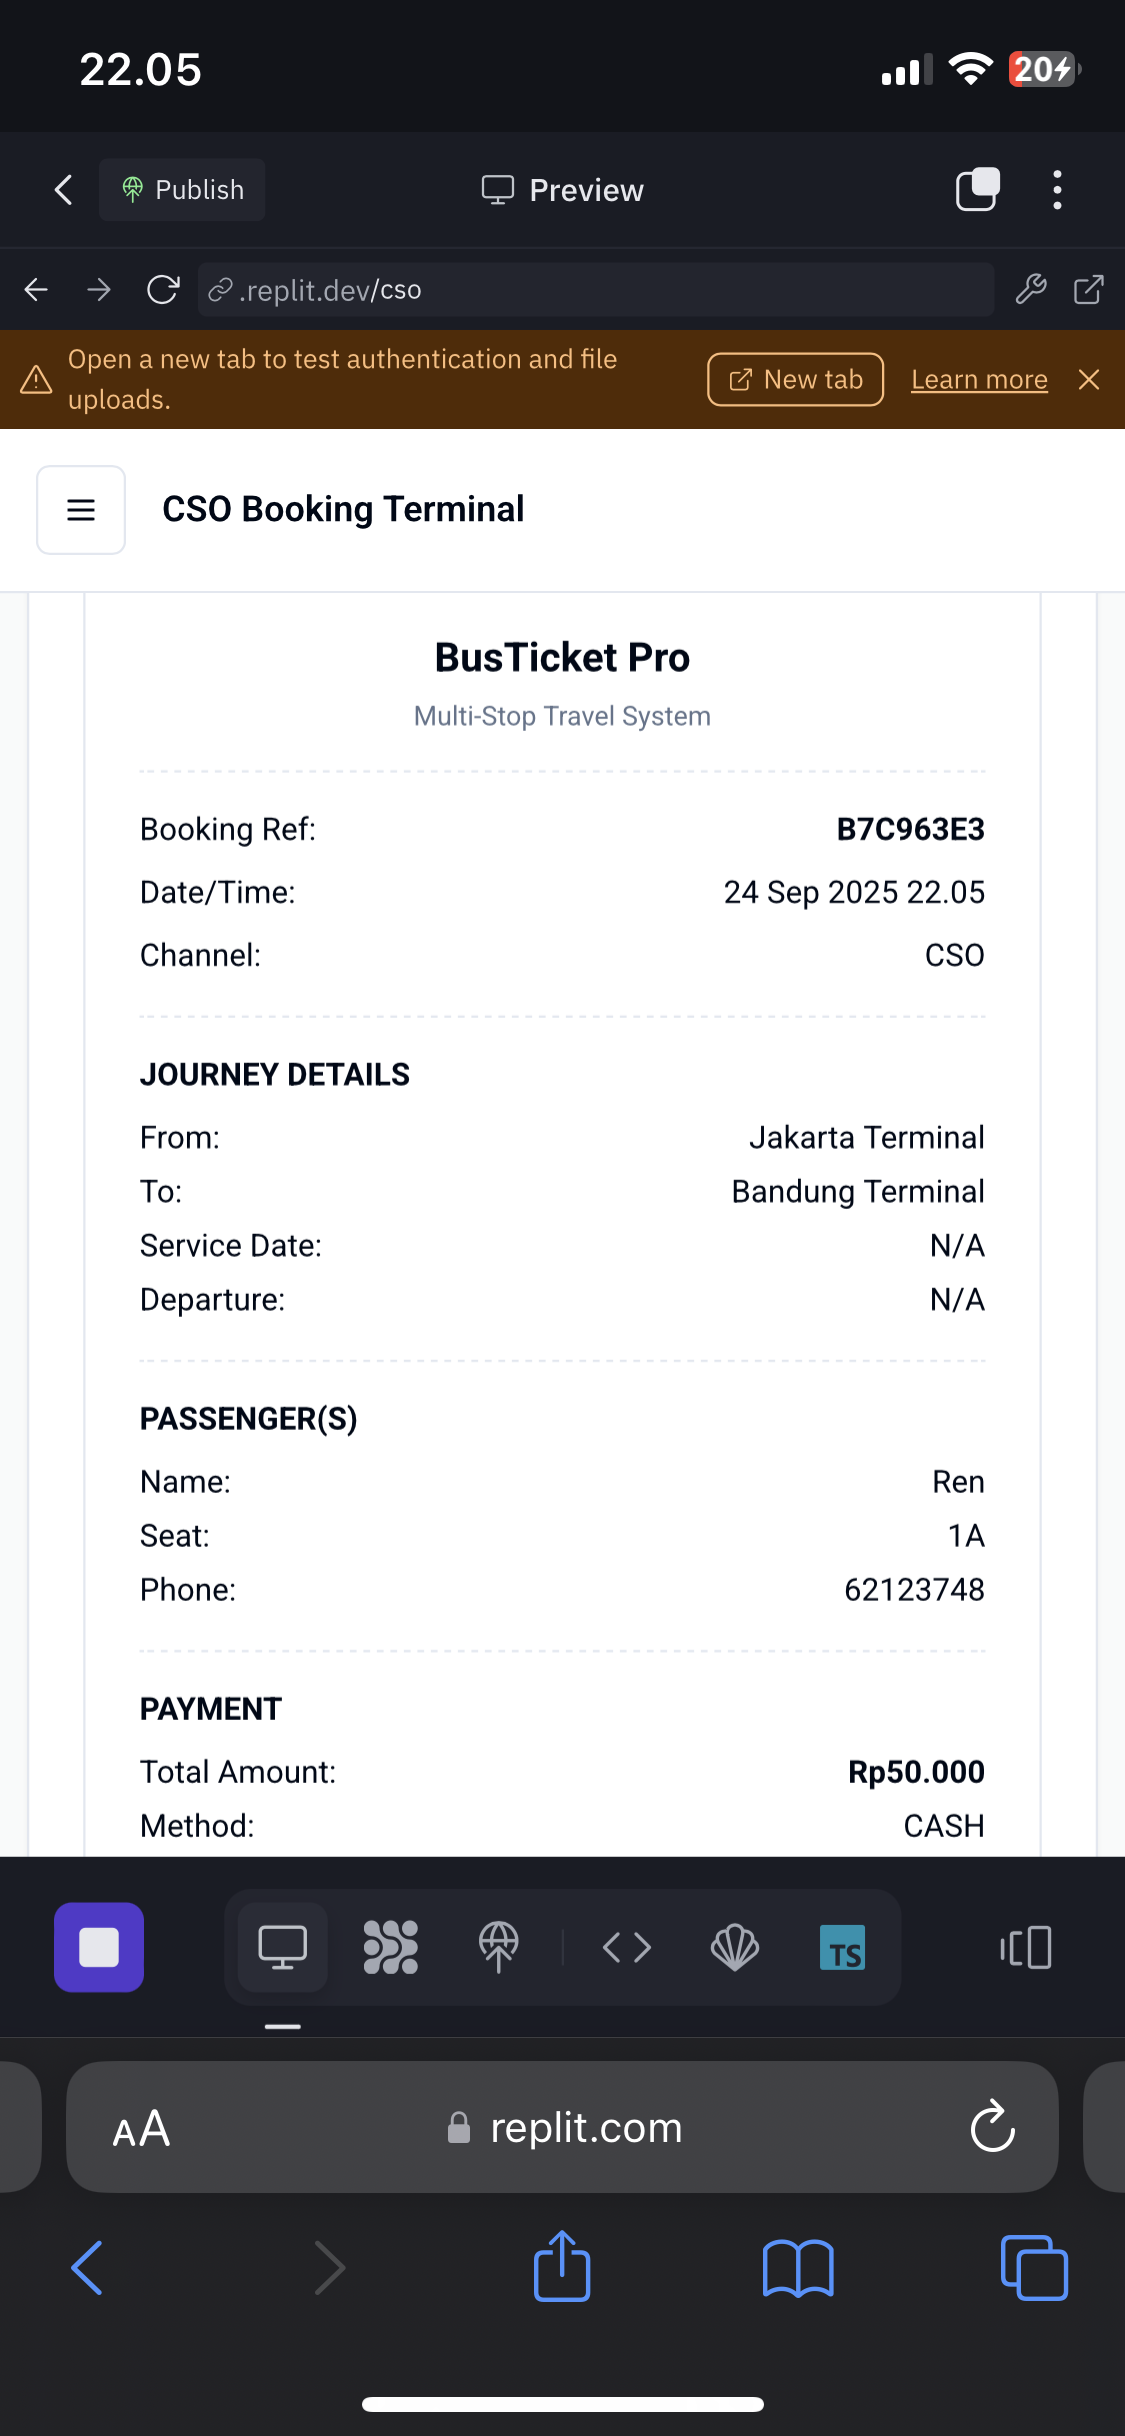 22.05
20
Publish
Preview
.replit.dev/cso
Open a new tab to test authentication and file
uploads.
New tab
Learn more
CSO Booking Terminal
BusTicket Pro
Multi-Stop Travel System
Booking Ref: B7C963E3
Date/Time: 24 Sep 2025 22.05
Channel: CSO
JOURNEY DETAILS
From: Jakarta Terminal
To: Bandung Terminal
Service Date: N/A
Departure: N/A
PASSENGER(S)
Name: Ren
Seat: 1A
Phone: 62123748
PAYMENT
Total Amount: Rp50.000
Method: CASH
TS
AA
replit.com